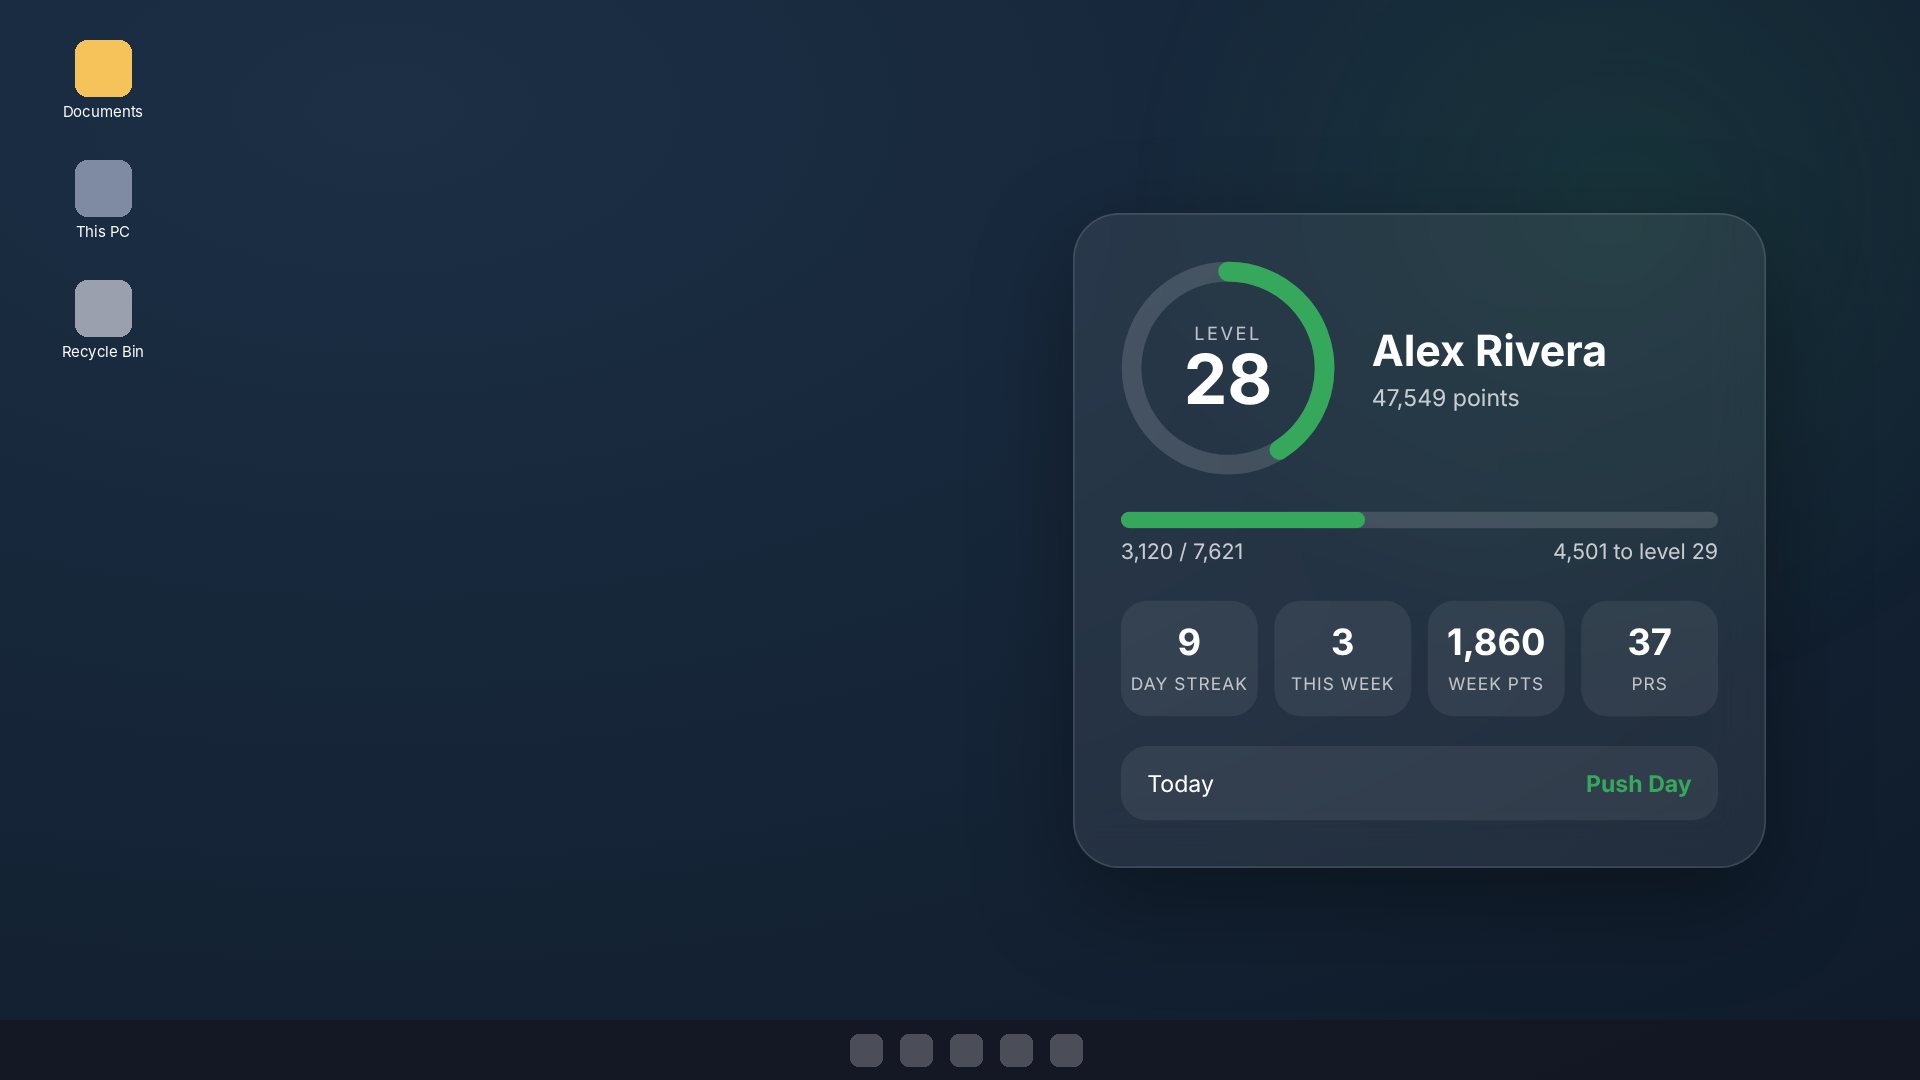 Documents
This PC
Recycle Bin
LEVEL
28
Alex Rivera
47,549 points
3,120 / 7,621
4,501 to level 29
9
DAY STREAK
3
THIS WEEK
1,860
WEEK PTS
37
PRS
Today
Push Day